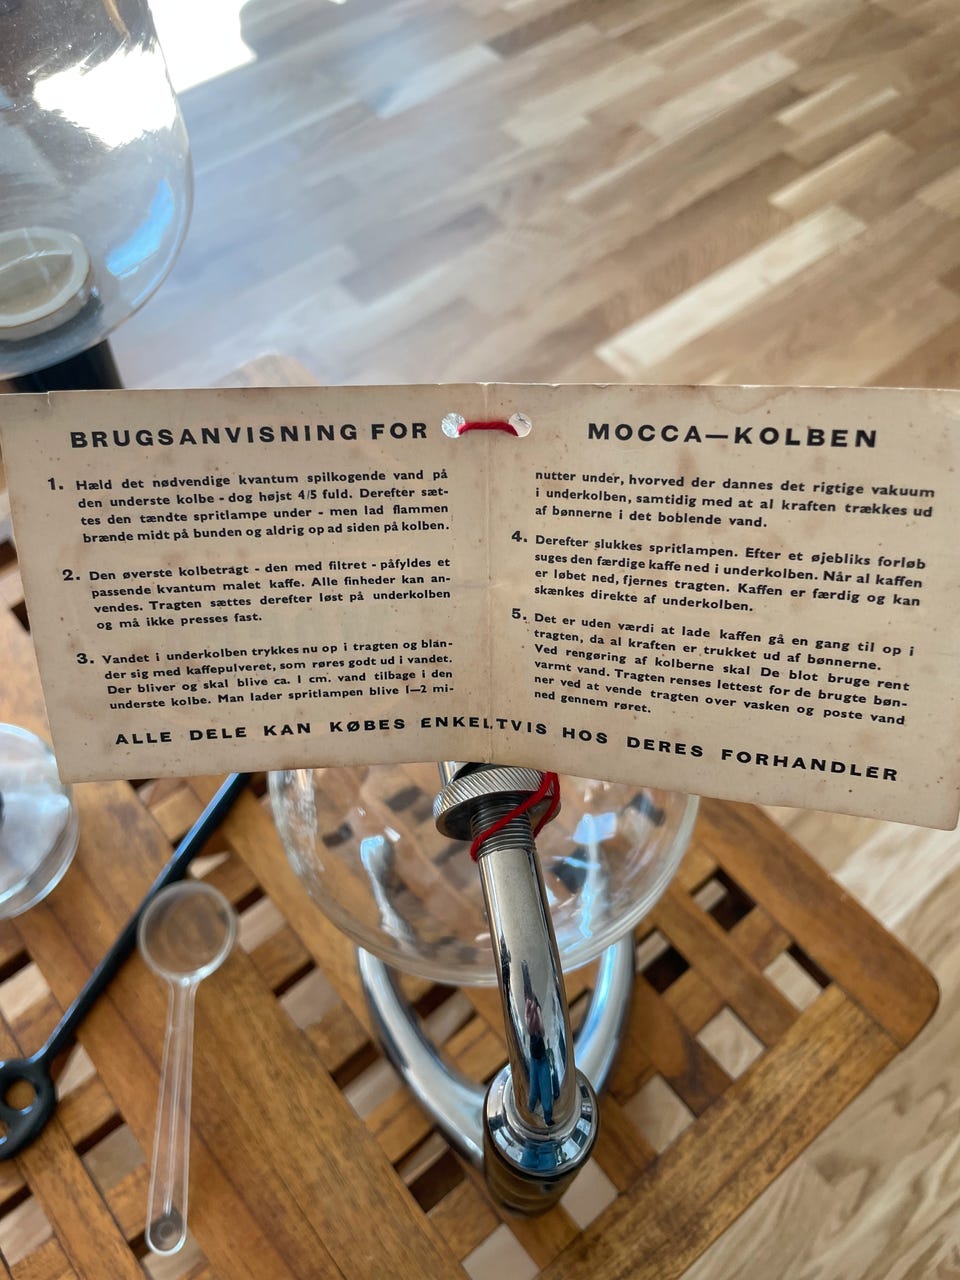 BRUGSANVISNING FOR
1. Hæld det nødvendige kvantum spilkogende vand på
den underste kolbe - dog højst 4/5 fuld. Derefter sæt-
tes den tændte spritlampe under - men lad flammen
brænde midt på bunden og aldrig op ad siden på kolben.
2. Den øverste kolbetragt - den med filtret - påfyldes et
passende kvantum malet kaffe. Alle finheder kan an-
vendes. Tragten sættes derefter løst på underkolben
og må ikke presses fast.
3. Vandet i underkolben trykkes nu op i tragten og blan-
der sig med kaffepulveret, som røres godt ud i vandet.
Der bliver og skal blive ca. 1 cm. vand tilbage i den
underste kolbe. Man lader spritlampen blive 1—2 mi-
MOCCA—KOLBEN
nutter under, hvorved der dannes det rigtige vakuum
i underkolben, samtidig med at al kraften trækkes ud
af bønnerne i det boblende vand.
4. Derefter slukkes spritlampen. Efter et øjebliks forløb
suges den færdige kaffe ned i underkolben. Når al kaffen
er løbet ned, fjernes tragten. Kaffen er færdig og kan
skænkes direkte af underkolben.
5. Det er uden værdi at lade kaffen gå en gang til op i
tragten, da al kraften er trukket ud af bønnerne.
Ved rengøring af kolberne skal De blot bruge rent
varmt vand. Tragten renses lettest for de brugte bøn-
ner ved at vende tragten over vasken og poste vand
ned gennem røret.
ALLE DELE KAN KØBES ENKELTVIS HOS DERES FORHANDLER